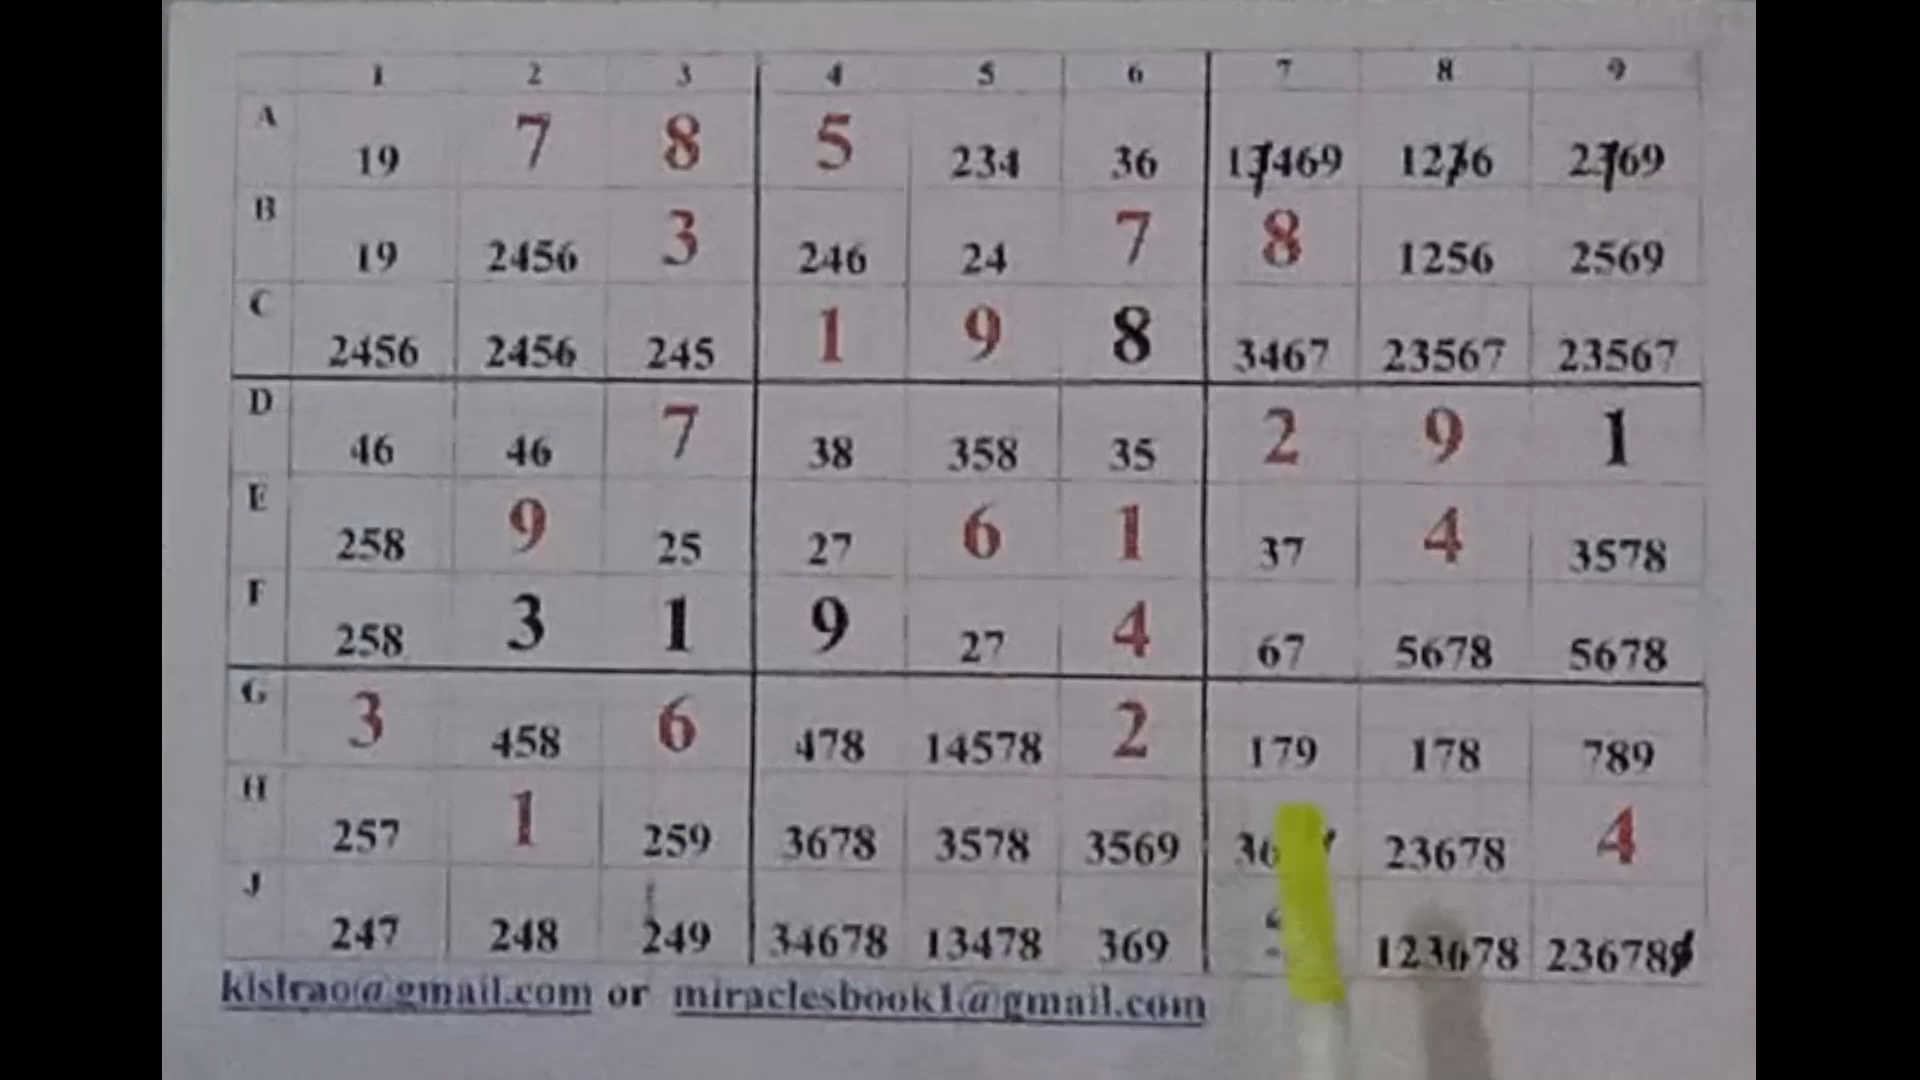 1 2 3 4 5 6 7 8 9
A 19 7 8 5 234 36 17469 1276 23769
B 19 2456 3 246 24 7 8 1256 2569
C 2456 2456 245 1 9 8 3467 23567 23567
D 46 46 7 38 358 35 2 9 1
E 258 9 25 27 6 1 37 4 3578
F 258 3 1 9 27 4 67 5678 5678
G 3 458 6 478 14578 2 179 178 789
H 257 1 259 3678 3578 3569 23678 4
J 247 248 249 34678 13478 369 123678 236789
kislrao@gmail.com or miraclesbook1@gmail.com